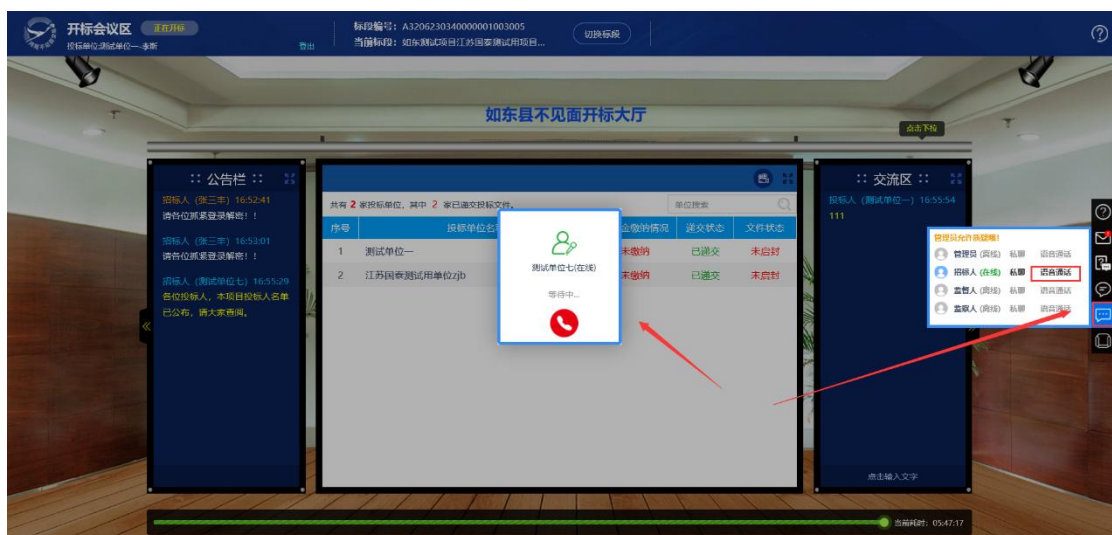 开标会议区 正在开标
投标单位:测试单位一-李斯 登出
标段编号: A3206230340000001003005
当前标段: 如东测试项目江苏国泰测试用项目...
切换标段
如东县不见面开标大厅
点击下拉
:: 公告栏 ::
招标人 (张三丰) 16:52:41
请各位抓紧登录解密!!
招标人 (张三丰) 16:53:01
请各位抓紧登录解密!!
招标人 (测试单位七) 16:55:29
各位投标人, 本项目投标人名单
已公布, 请大家查阅。
共有 2 家投标单位, 其中 2 家已递交投标文件。 单位搜索
序号 投标单位名 金缴纳情况 递交状态 文件状态
1 测试单位一 未缴纳 已递交 未启封
2 江苏国泰测试用单位zjb 未缴纳 已递交 未启封
测试单位七(在线)
等待中...
:: 交流区 ::
投标人 (测试单位一) 16:55:54
111
管理员 (离线) 私聊 语音通话
招标人 (在线) 私聊 语音通话
监督人 (离线) 私聊 语音通话
监察人 (离线) 私聊 语音通话
点击输入文字
当前耗时: 05:47:17